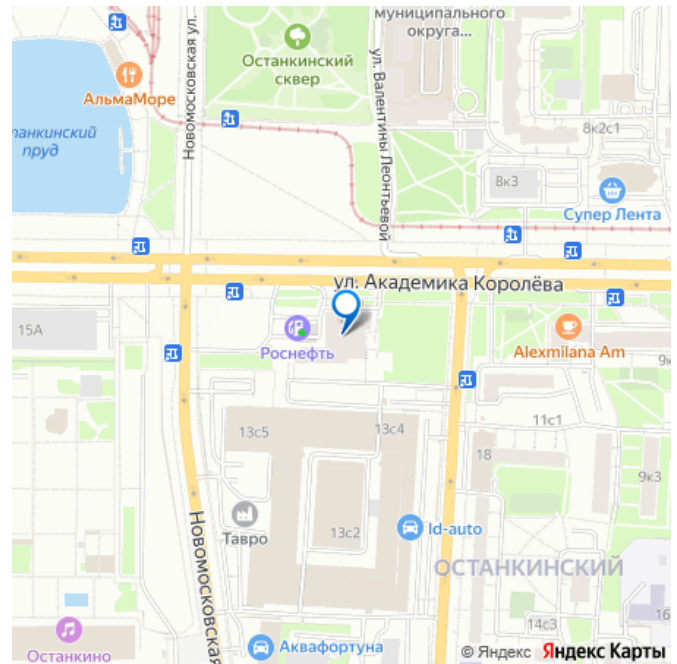 муниципального
округа...
Останкинский
сквер
АльмаМоре
Новомосковская ул.
ул. Валентины Леонтьевой
танкинский
пруд
8к2с1
8к3
Супер Лента
ул. Академика Королёва
15А
Роснефть
Alexmilana Am
9к
11с1
13с5
13с4
18
9к3
13с2
Id-auto
Тавро
Новомосковская
ОСТАНКИНСКИЙ
14с3
16
Останкино
Аквафортуна
© Яндекс Яндекс Карты